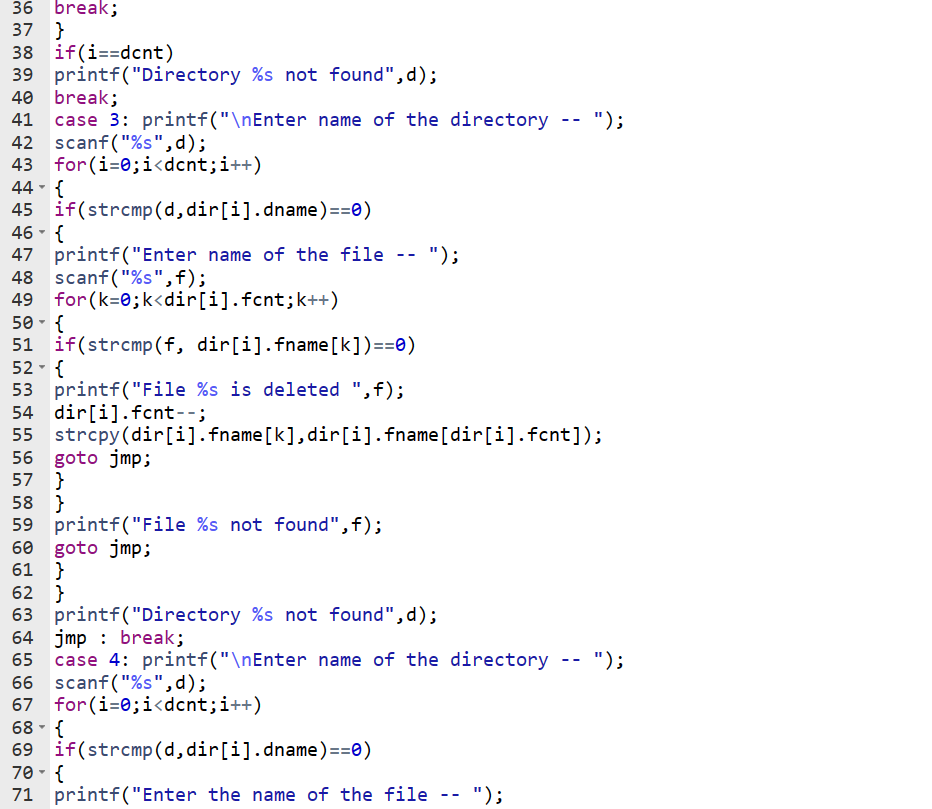 36 break;
37 }
38 if(i==dcnt)
39 printf("Directory %s not found",d);
40 break;
41 case 3: printf("\nEnter name of the directory -- ");
42 scanf("%s",d);
43 for(i=0;i<dcnt;i++)
44 {
45 if(strcmp(d,dir[i].dname)==0)
46 {
47 printf("Enter name of the file -- ");
48 scanf("%s",f);
49 for(k=0;k<dir[i].fcnt;k++)
50 {
51 if(strcmp(f, dir[i].fname[k])==0)
52 {
53 printf("File %s is deleted ",f);
54 dir[i].fcnt--;
55 strcpy(dir[i].fname[k],dir[i].fname[dir[i].fcnt]);
56 goto jmp;
57 }
58 }
59 printf("File %s not found",f);
60 goto jmp;
61 }
62 }
63 printf("Directory %s not found",d);
64 jmp : break;
65 case 4: printf("\nEnter name of the directory -- ");
66 scanf("%s",d);
67 for(i=0;i<dcnt;i++)
68 {
69 if(strcmp(d,dir[i].dname)==0)
70 {
71 printf("Enter the name of the file -- ");